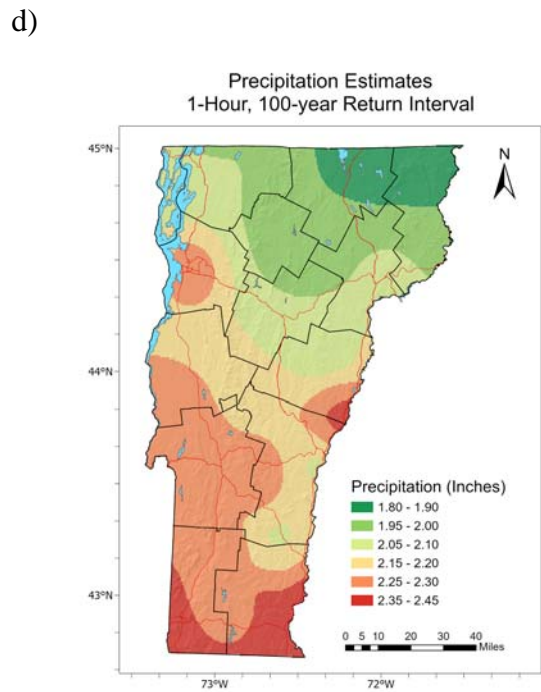 d)
Precipitation Estimates
1-Hour, 100-year Return Interval
45°N
N
44°N
Precipitation (Inches)
1.80 - 1.90
1.95 - 2.00
2.05 - 2.10
2.15 - 2.20
2.25 - 2.30
2.35 - 2.45
43°N
0 5 10 20 30 40
Miles
73°W 72°W